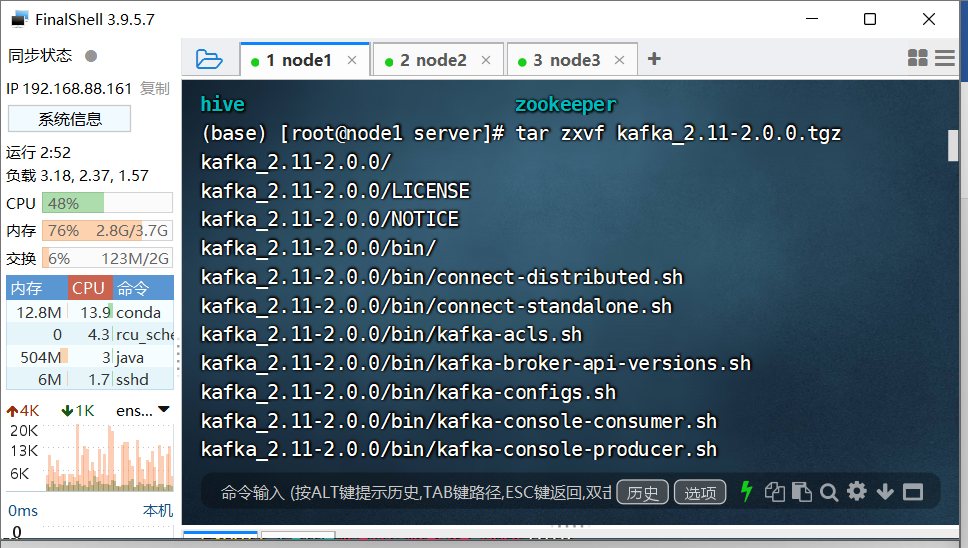 FinalShell 3.9.5.7
同步状态
IP 192.168.88.161 复制
系统信息
运行 2:52
负载 3.18, 2.37, 1.57
CPU 48%
内存 76% 2.8G/3.7G
交换 6% 123M/2G
内存 CPU 命令
12.8M 13.9 conda
0 4.3 rcu_sche
504M 3 java
6M 1.7 sshd
4K 1K ens...
20K
13K
6K
0ms 本机
0
1 node1
2 node2
3 node3
hive zookeeper
(base) [root@node1 server]# tar zxvf kafka_2.11-2.0.0.tgz
kafka_2.11-2.0.0/
kafka_2.11-2.0.0/LICENSE
kafka_2.11-2.0.0/NOTICE
kafka_2.11-2.0.0/bin/
kafka_2.11-2.0.0/bin/connect-distributed.sh
kafka_2.11-2.0.0/bin/connect-standalone.sh
kafka_2.11-2.0.0/bin/kafka-acls.sh
kafka_2.11-2.0.0/bin/kafka-broker-api-versions.sh
kafka_2.11-2.0.0/bin/kafka-configs.sh
kafka_2.11-2.0.0/bin/kafka-console-consumer.sh
kafka_2.11-2.0.0/bin/kafka-console-producer.sh
命令输入 (按ALT键提示历史,TAB键路径,ESC键返回,双击
历史
选项